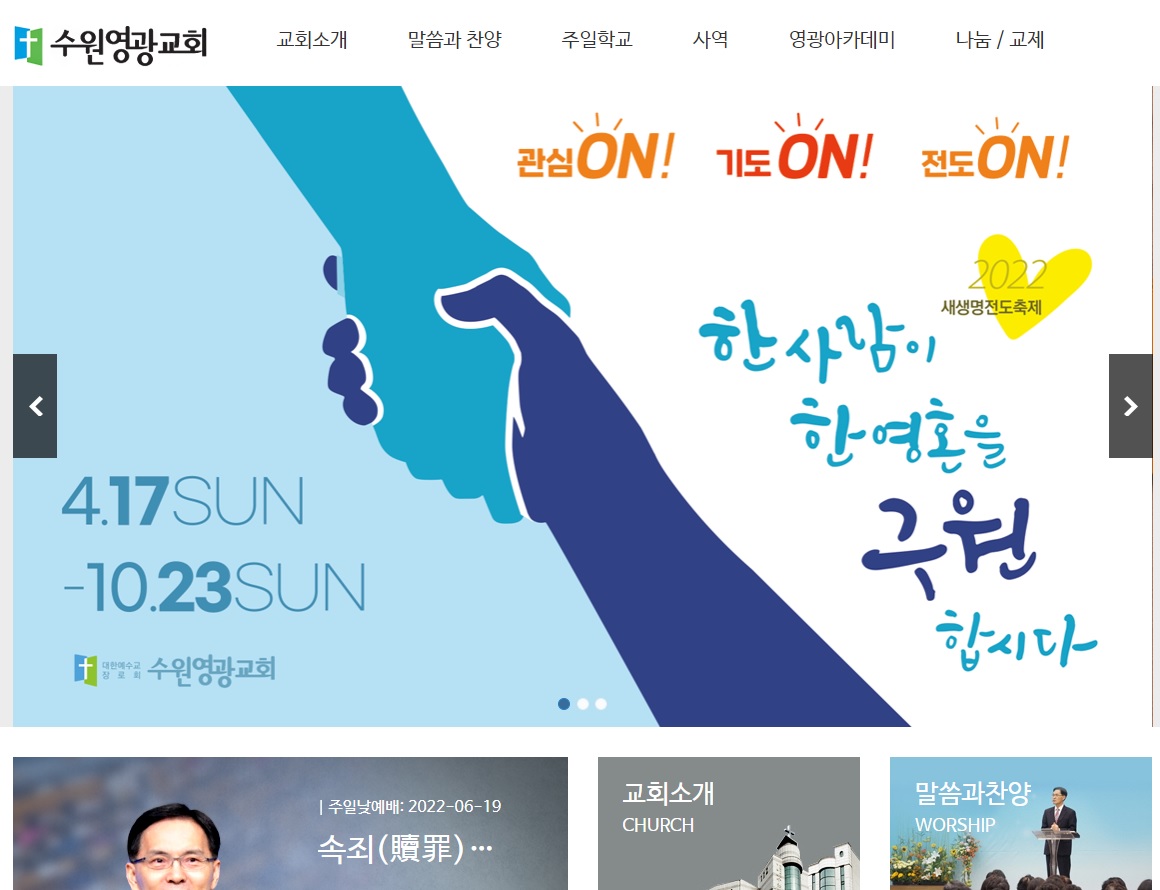 수원영광교회
교회소개 말씀과 찬양 주일학교 사역 영광아카데미 나눔 / 교제
관심ON! 기도ON! 전도ON!
2022
새생명전도축제
한 사람이
한 영혼을
구원
합시다
4.17SUN
-10.23SUN
대한예수교
장로회
수원영광교회
| 주일낮예배: 2022-06-19
속죄(贖罪) ···
교회소개
CHURCH
말씀과찬양
WORSHIP